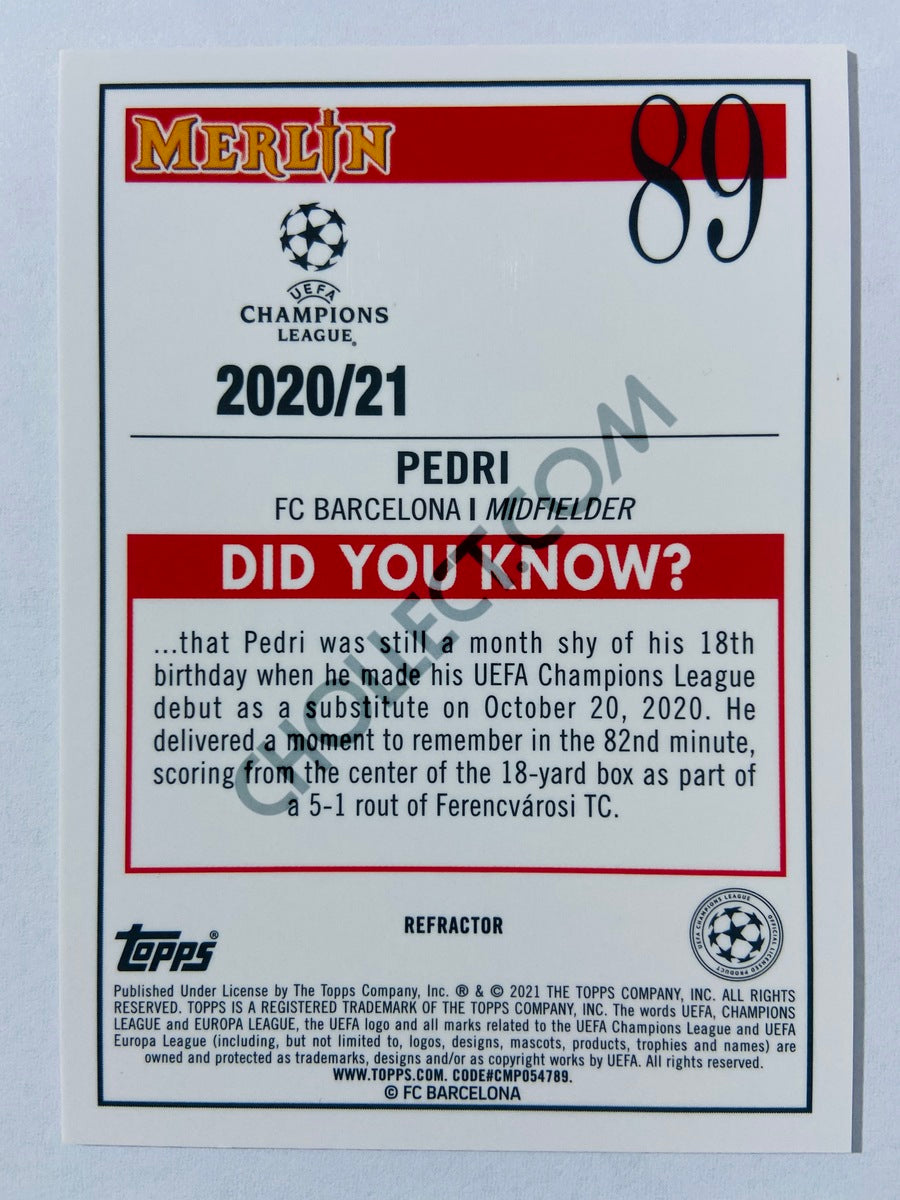 MERLIN
89
UEFA
CHAMPIONS
LEAGUE®
2020/21
PEDRI
FC BARCELONA | MIDFIELDER
DID YOU KNOW?
...that Pedri was still a month shy of his 18th
birthday when he made his UEFA Champions League
debut as a substitute on October 20, 2020. He
delivered a moment to remember in the 82nd minute,
scoring from the center of the 18-yard box as part of
a 5-1 rout of Ferencvárosi TC.
CHOLLECT.COM
REFRACTOR
topps®
UEFA CHAMPIONS LEAGUE
OFFICIAL LICENSED PRODUCT
Published Under License by The Topps Company, Inc. ® & © 2021 THE TOPPS COMPANY, INC. ALL RIGHTS
RESERVED. TOPPS IS A REGISTERED TRADEMARK OF THE TOPPS COMPANY, INC. The words UEFA, CHAMPIONS
LEAGUE and EUROPA LEAGUE, the UEFA logo and all marks related to the UEFA Champions League and UEFA
Europa League (including, but not limited to, logos, designs, mascots, products, trophies and names) are
owned and protected as trademarks, designs and/or as copyright works by UEFA. All rights reserved.
WWW.TOPPS.COM. CODE#CMP054789.
© FC BARCELONA